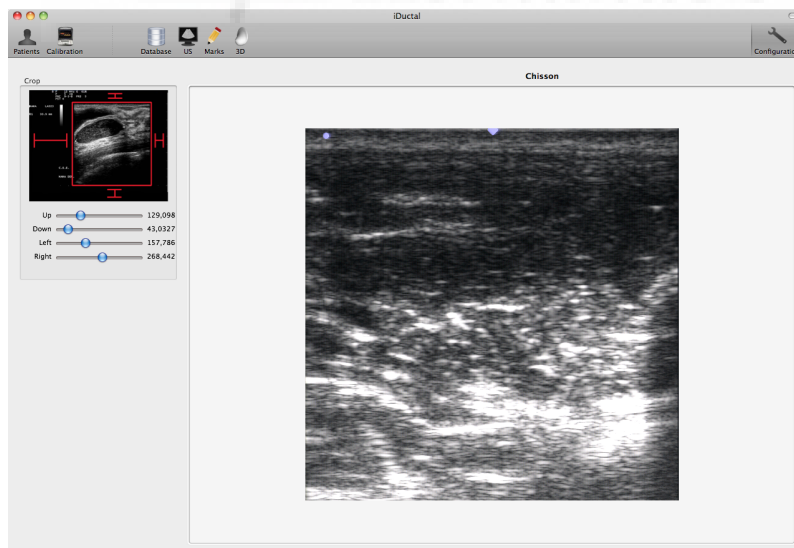 iDuctal
Patients Calibration Database US Marks 3D Configuratio
Crop
Chisson
Up 129,098
Down 43,0327
Left 157,786
Right 268,442